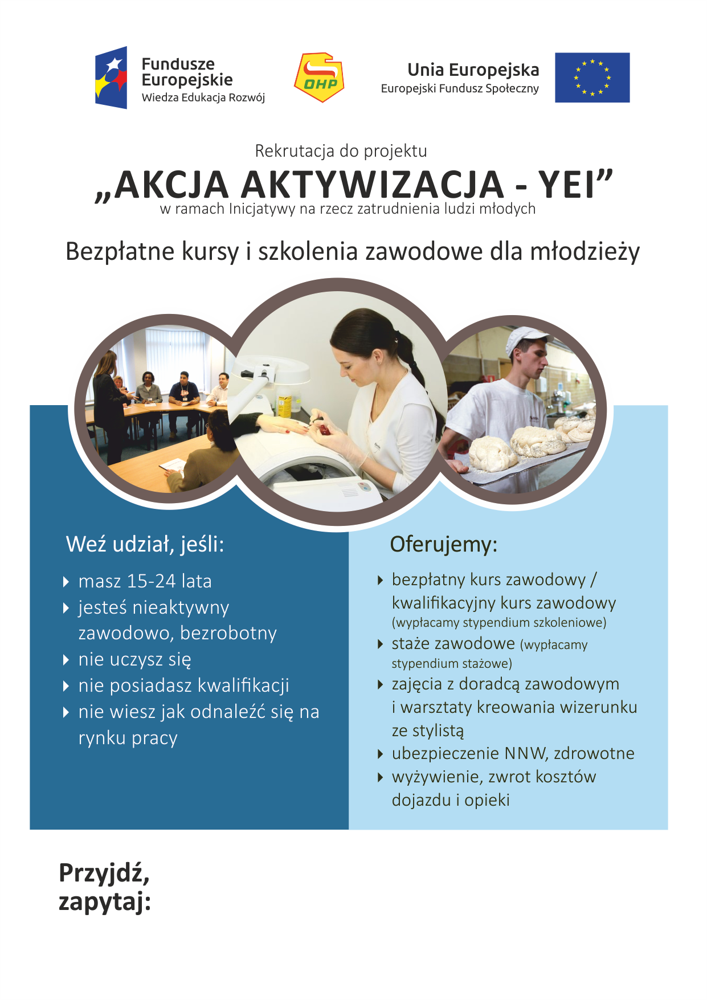 Fundusze
Europejskie
Wiedza Edukacja Rozwój
OHP
Unia Europejska
Europejski Fundusz Społeczny
Rekrutacja do projektu
„AKCJA AKTYWIZACJA - YEI”
w ramach Inicjatywy na rzecz zatrudnienia ludzi młodych
Bezpłatne kursy i szkolenia zawodowe dla młodzieży
Weź udział, jeśli:
masz 15-24 lata
jesteś nieaktywny
zawodowo, bezrobotny
nie uczysz się
nie posiadasz kwalifikacji
nie wiesz jak odnaleźć się na
rynku pracy
Oferujemy:
bezpłatny kurs zawodowy /
kwalifikacyjny kurs zawodowy
(wypłacamy stypendium szkoleniowe)
staże zawodowe (wypłacamy
stypendium stażowe)
zajęcia z doradcą zawodowym
i warsztaty kreowania wizerunku
ze stylistą
ubezpieczenie NNW, zdrowotne
wyżywienie, zwrot kosztów
dojazdu i opieki
Przyjdź,
zapytaj: